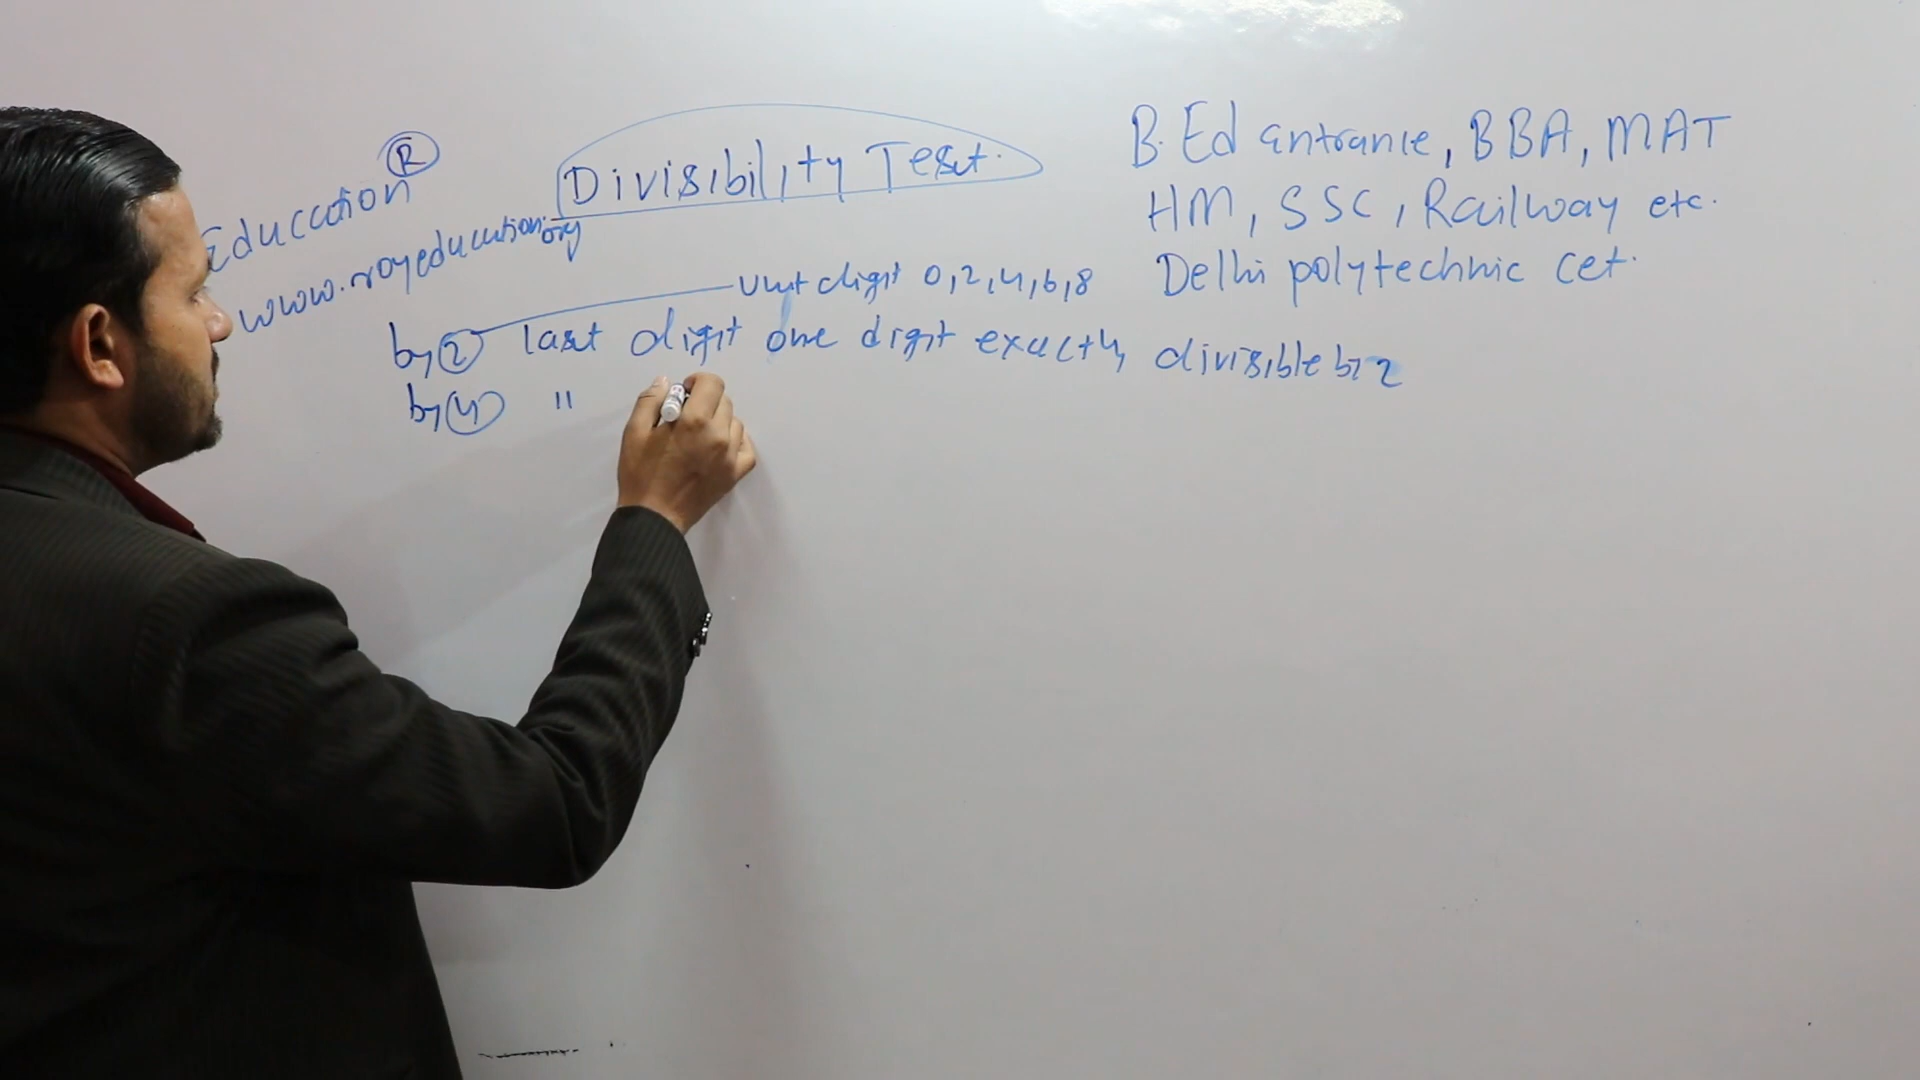 Education ®
www.royeducation.org
Divisibility Test.
B.Ed entrance, BBA, MAT
HM, SSC, Railway etc.
Delhi polytechnic cet.
Unit digit 0,2,4,6,8
by 2 last digit one digit exactly divisible by 2
by 4 "